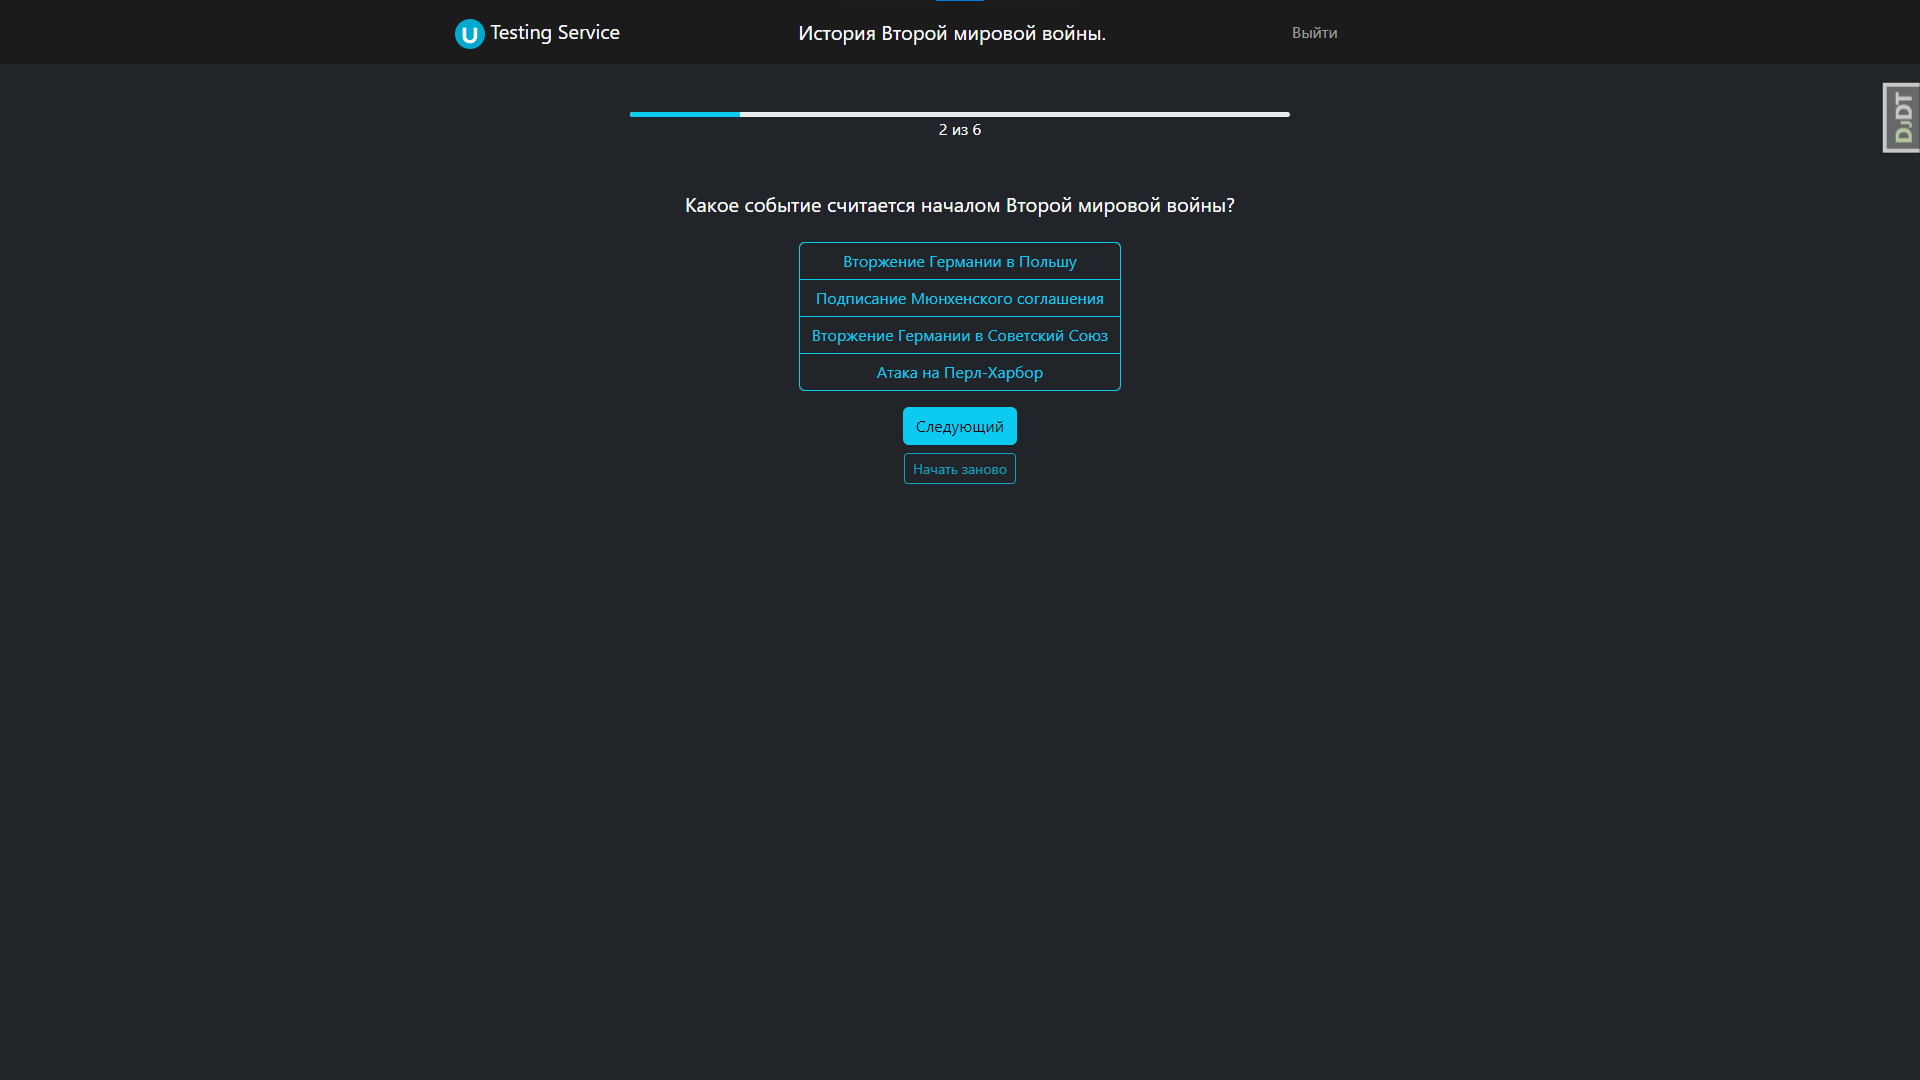 U Testing Service
История Второй мировой войны.
Выйти
DJDT
2 из 6
Какое событие считается началом Второй мировой войны?
Вторжение Германии в Польшу
Подписание Мюнхенского соглашения
Вторжение Германии в Советский Союз
Атака на Перл-Харбор
Следующий
Начать заново